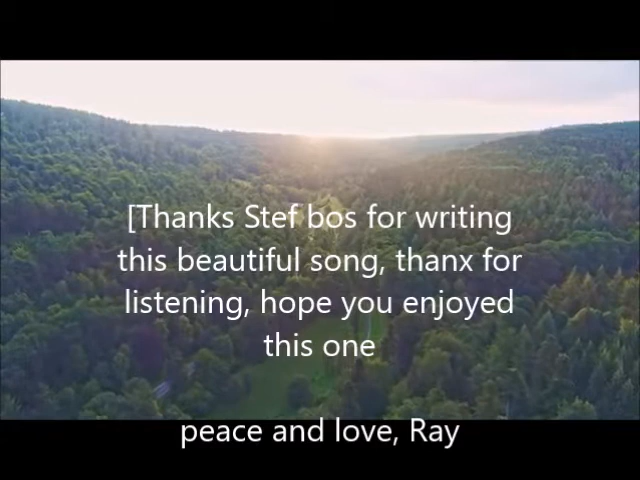 [Thanks Stef bos for writing
this beautiful song, thanx for
listening, hope you enjoyed
this one
peace and love, Ray